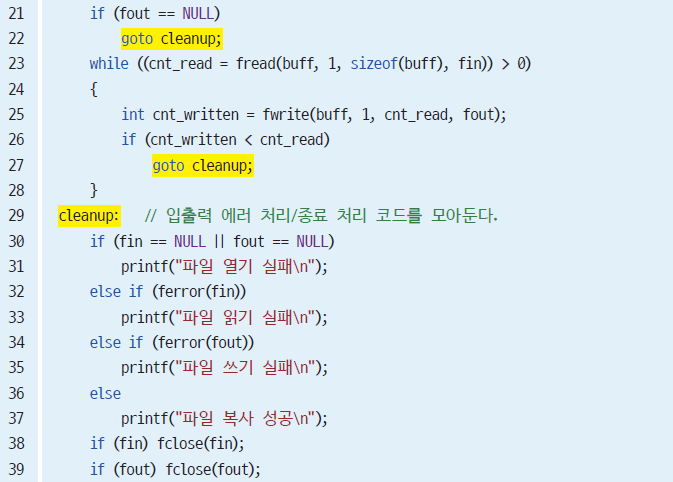 21 if (fout == NULL)
22 goto cleanup;
23 while ((cnt_read = fread(buff, 1, sizeof(buff), fin)) > 0)
24 {
25 int cnt_written = fwrite(buff, 1, cnt_read, fout);
26 if (cnt_written < cnt_read)
27 goto cleanup;
28 }
29 cleanup: // 입출력 에러 처리/종료 처리 코드를 모아둔다.
30 if (fin == NULL || fout == NULL)
31 printf("파일 열기 실패\n");
32 else if (ferror(fin))
33 printf("파일 읽기 실패\n");
34 else if (ferror(fout))
35 printf("파일 쓰기 실패\n");
36 else
37 printf("파일 복사 성공\n");
38 if (fin) fclose(fin);
39 if (fout) fclose(fout);